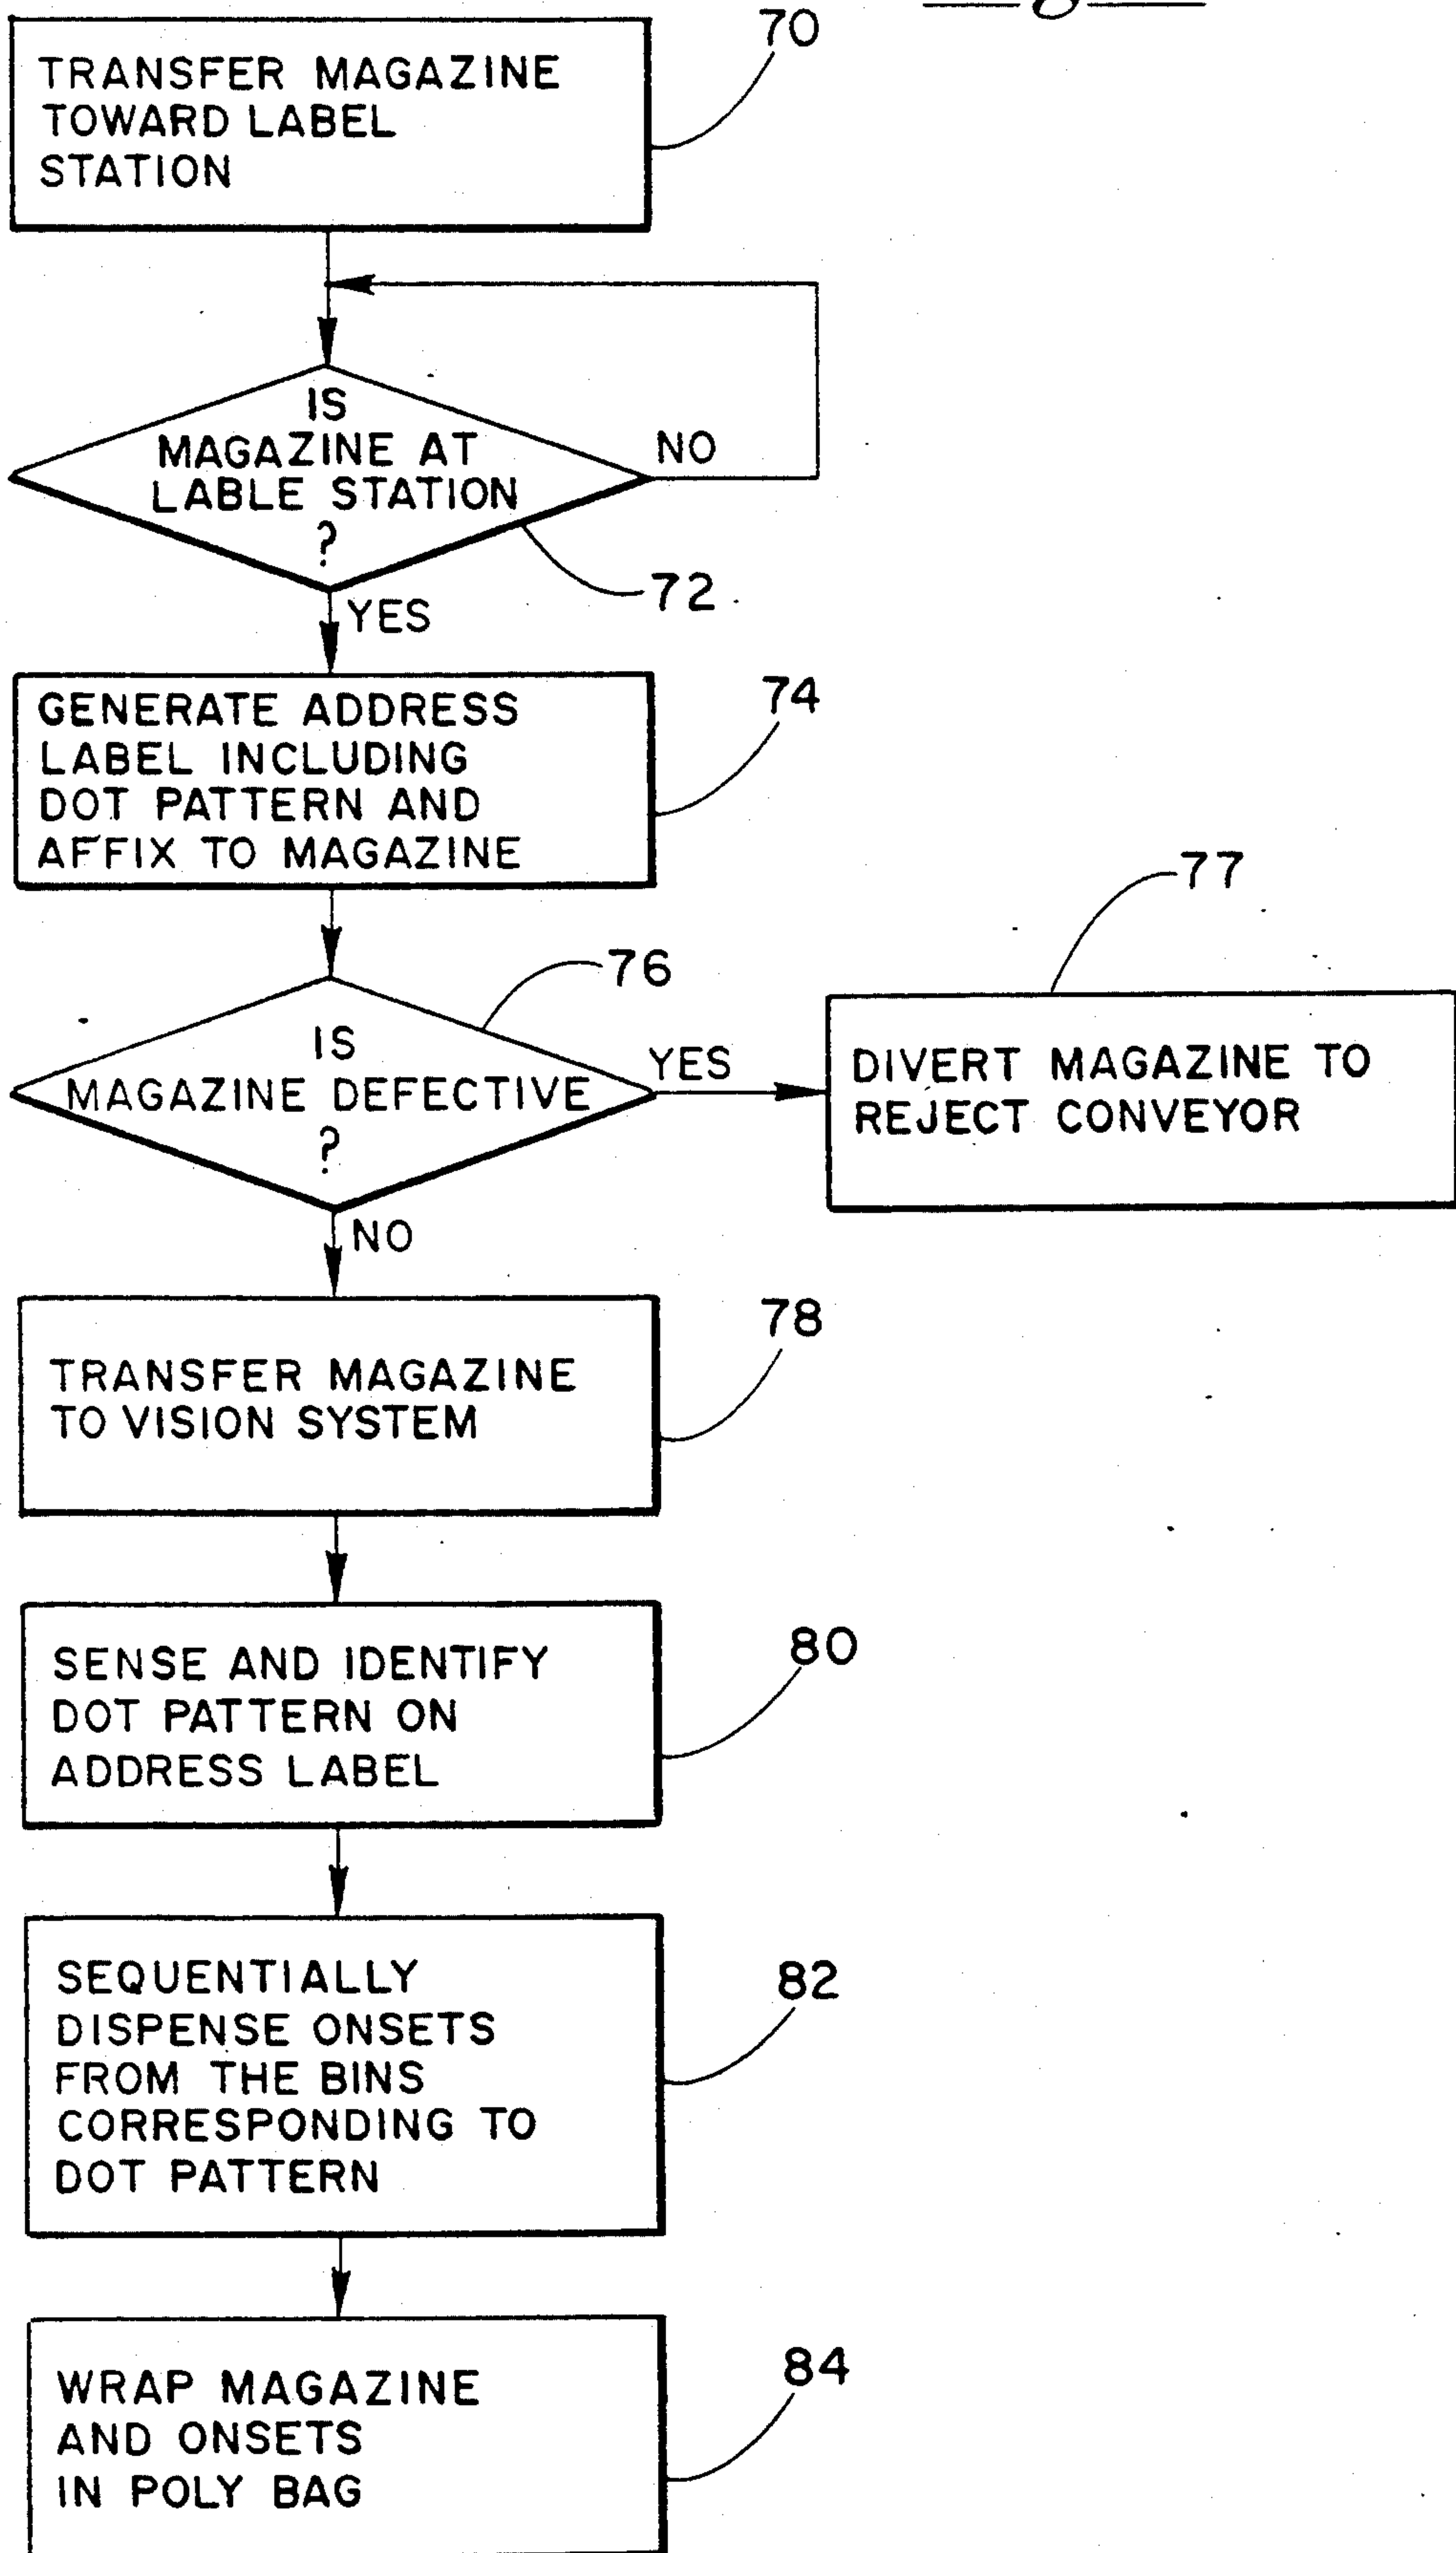 70
TRANSFER MAGAZINE
TOWARD LABEL
STATION
IS
MAGAZINE AT
LABLE STATION
?
NO
72
YES
GENERATE ADDRESS
LABEL INCLUDING
DOT PATTERN AND
AFFIX TO MAGAZINE
74
76
IS
MAGAZINE DEFECTIVE
?
YES
77
DIVERT MAGAZINE TO
REJECT CONVEYOR
NO
TRANSFER MAGAZINE
TO VISION SYSTEM
78
SENSE AND IDENTIFY
DOT PATTERN ON
ADDRESS LABEL
80
SEQUENTIALLY
DISPENSE ONSETS
FROM THE BINS
CORRESPONDING TO
DOT PATTERN
82
WRAP MAGAZINE
AND ONSETS
IN POLY BAG
84